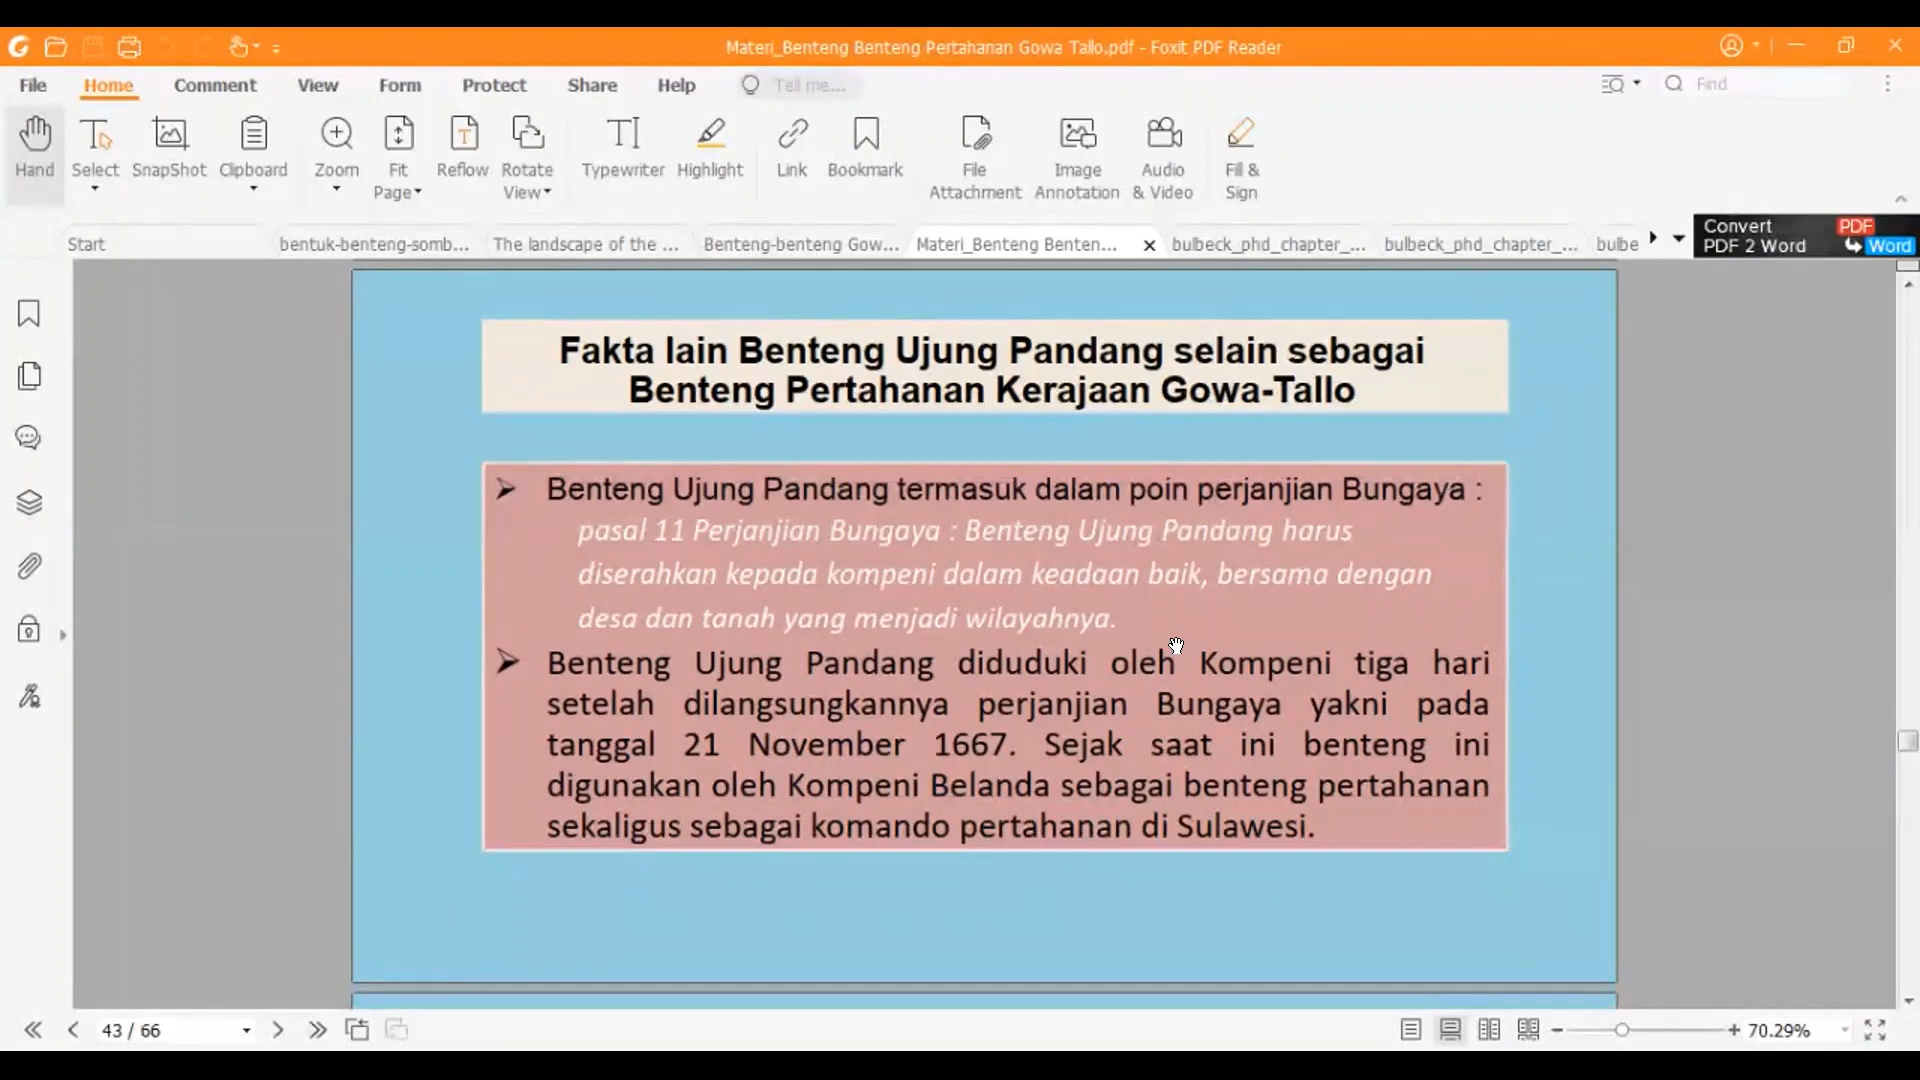 Materi_Benteng Benteng Pertahanan Gowa Tallo.pdf - Foxit PDF Reader
File Home Comment View Form Protect Share Help Tell me... Find
Hand Select SnapShot Clipboard Zoom Fit Page Reflow Rotate View Typewriter Highlight Link Bookmark File Attachment Image Annotation Audio & Video Fill & Sign
Start bentuk-benteng-somb... The landscape of the ... Benteng-benteng Gow... Materi_Benteng Benten... bulbeck_phd_chapter_... bulbeck_phd_chapter_... bulbe
Convert PDF
PDF 2 Word Word
Fakta lain Benteng Ujung Pandang selain sebagai
Benteng Pertahanan Kerajaan Gowa-Tallo
➢ Benteng Ujung Pandang termasuk dalam poin perjanjian Bungaya :
pasal 11 Perjanjian Bungaya : Benteng Ujung Pandang harus
diserahkan kepada kompeni dalam keadaan baik, bersama dengan
desa dan tanah yang menjadi wilayahnya.
➢ Benteng Ujung Pandang diduduki oleh Kompeni tiga hari
setelah dilangsungkannya perjanjian Bungaya yakni pada
tanggal 21 November 1667. Sejak saat ini benteng ini
digunakan oleh Kompeni Belanda sebagai benteng pertahanan
sekaligus sebagai komando pertahanan di Sulawesi.
43 / 66 70.29%